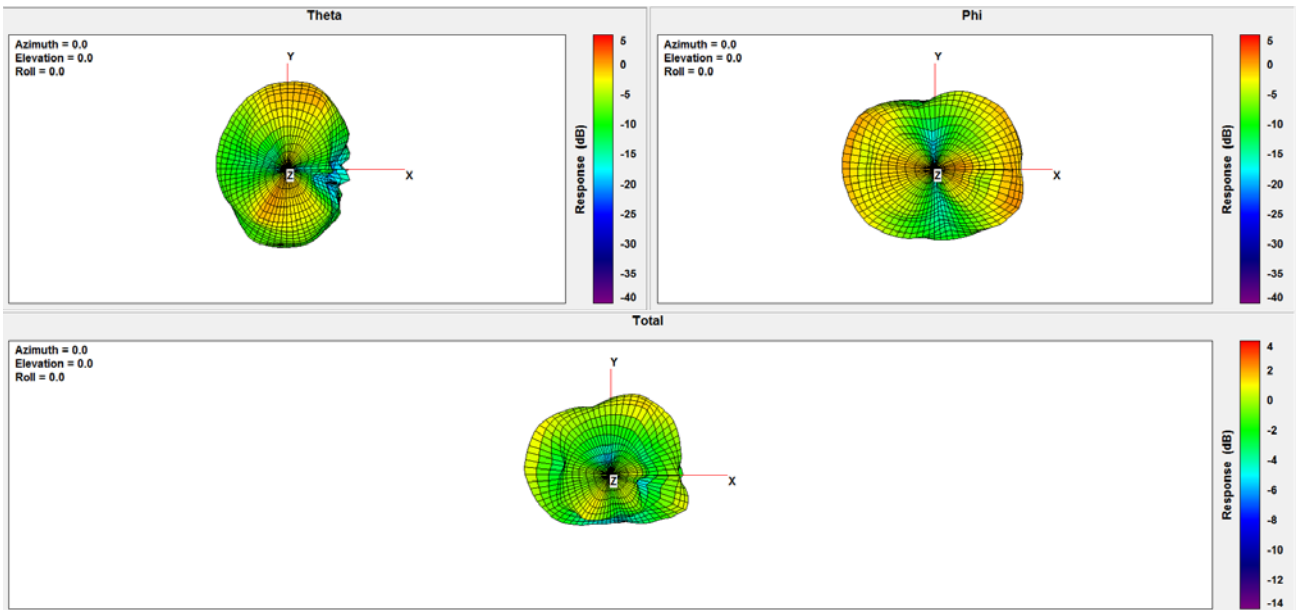 Theta
Azimuth = 0.0
Elevation = 0.0
Roll = 0.0
Y
X
Z
5
0
-5
-10
-15
-20
-25
-30
-35
-40
Response (dB)
Phi
Azimuth = 0.0
Elevation = 0.0
Roll = 0.0
Y
X
Z
5
0
-5
-10
-15
-20
-25
-30
-35
-40
Response (dB)
Total
Azimuth = 0.0
Elevation = 0.0
Roll = 0.0
Y
X
Z
4
2
0
-2
-4
-6
-8
-10
-12
-14
Response (dB)